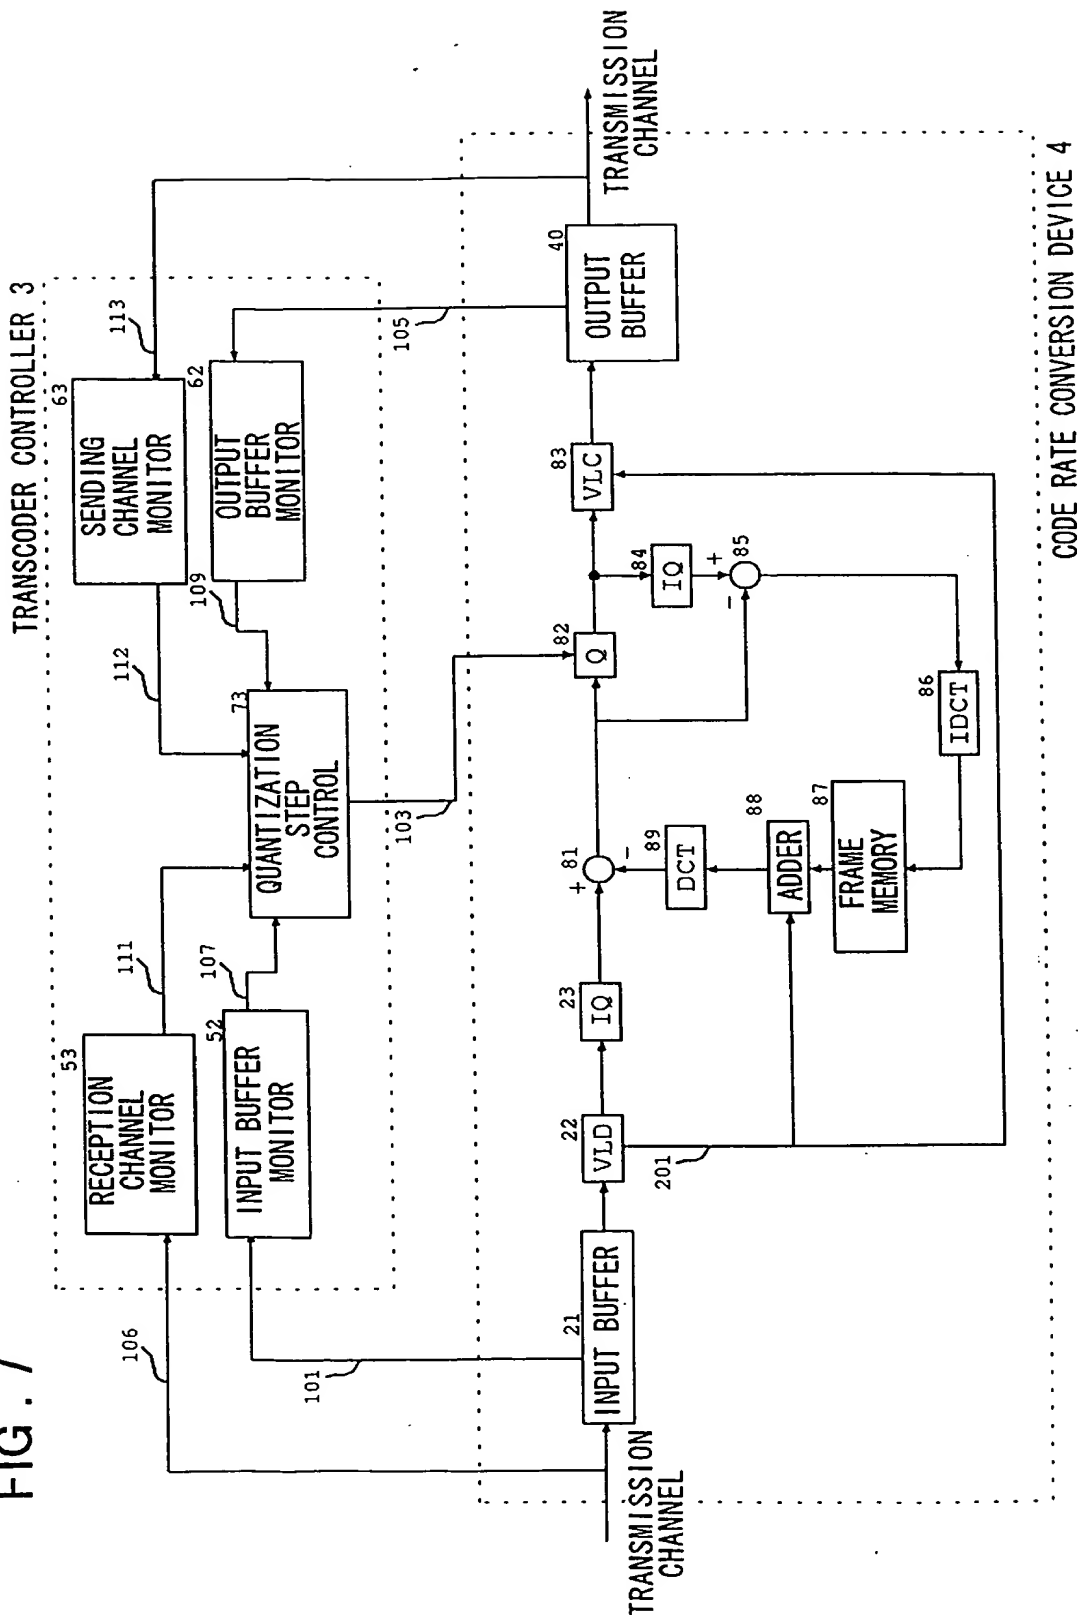 FIG. 7
TRANSCODER CONTROLLER 3
53
RECEPTION
CHANNEL
MONITOR
63
SENDING
CHANNEL
MONITOR
113
106
111
112
52
INPUT BUFFER
MONITOR
107
73
QUANTIZATION
STEP
CONTROL
109
62
OUTPUT
BUFFER
MONITOR
101
103
105
TRANSMISSION
CHANNEL
21
INPUT BUFFER
22
VLD
23
IQ
+
81
-
82
Q
83
VLC
40
OUTPUT
BUFFER
TRANSMISSION
CHANNEL
201
89
DCT
84
IQ
+
-
85
88
ADDER
87
FRAME
MEMORY
86
IDCT
CODE RATE CONVERSION DEVICE 4